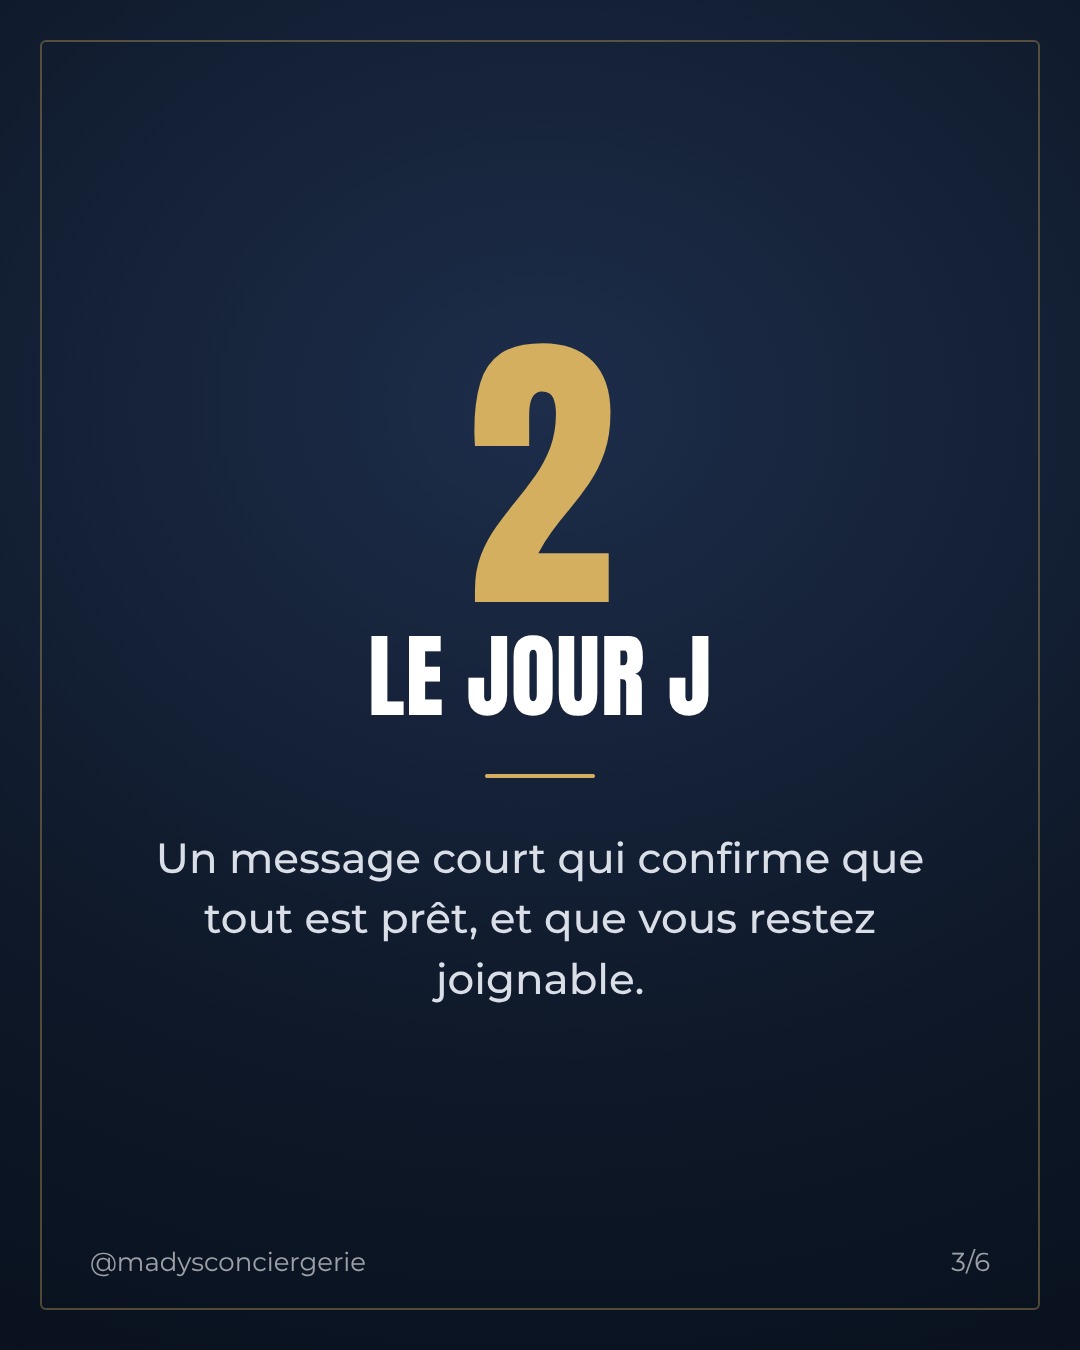 2
LE JOUR J
Un message court qui confirme que
tout est prêt, et que vous restez
joignable.
@madysconciergerie
3/6